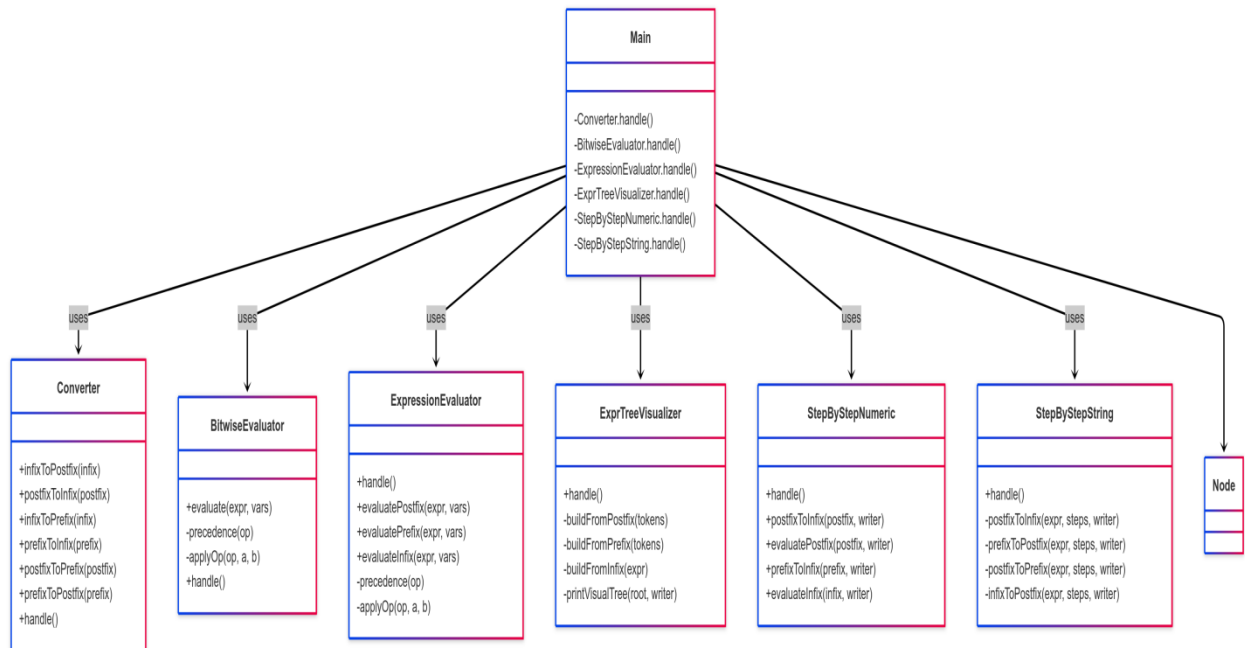 Main
-Converter.handle()
-BitwiseEvaluator.handle()
-ExpressionEvaluator.handle()
-ExprTreeVisualizer.handle()
-StepByStepNumeric.handle()
-StepByStepString.handle()
uses
uses
uses
uses
uses
uses
Converter
+infixToPostfix(infix)
+postfixToInfix(postfix)
+infixToPrefix(infix)
+prefixToInfix(prefix)
+postfixToPrefix(postfix)
+prefixToPostfix(prefix)
+handle()
BitwiseEvaluator
+evaluate(expr, vars)
-precedence(op)
-applyOp(op, a, b)
+handle()
ExpressionEvaluator
+handle()
+evaluatePostfix(expr, vars)
+evaluatePrefix(expr, vars)
+evaluateInfix(expr, vars)
-precedence(op)
-applyOp(op, a, b)
ExprTreeVisualizer
+handle()
-buildFromPostfix(tokens)
-buildFromPrefix(tokens)
-buildFromInfix(expr)
-printVisualTree(root, writer)
StepByStepNumeric
+handle()
+postfixToInfix(postfix, writer)
+evaluatePostfix(postfix, writer)
+prefixToInfix(prefix, writer)
+evaluateInfix(infix, writer)
StepByStepString
+handle()
-postfixToInfix(expr, steps, writer)
-prefixToPostfix(expr, steps, writer)
-postfixToPrefix(expr, steps, writer)
-infixToPostfix(expr, steps, writer)
Node